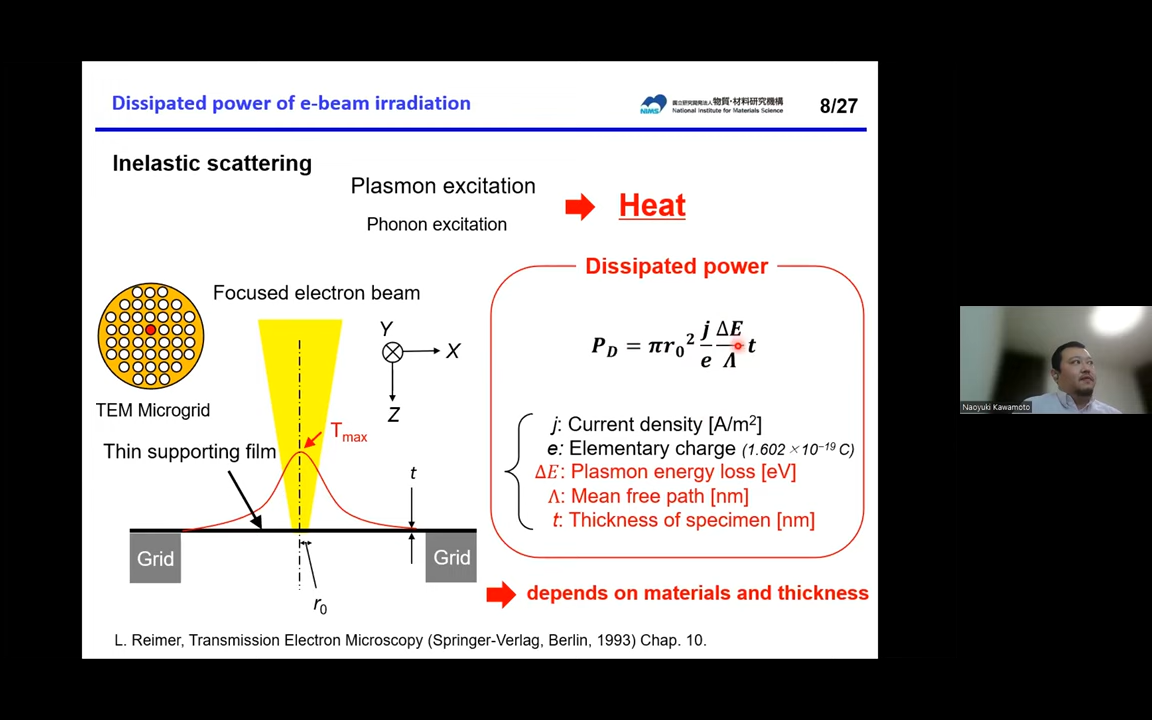 Dissipated power of e-beam irradiation
国立研究開発法人 物質・材料研究機構
NIMS National Institute for Materials Science
8/27
Inelastic scattering
Plasmon excitation
Phonon excitation
Heat
Dissipated power
P_D = πr₀² j/e ΔE/Λ t
j: Current density [A/m²]
e: Elementary charge (1.602 ×10⁻¹⁹ C)
ΔE: Plasmon energy loss [eV]
Λ: Mean free path [nm]
t: Thickness of specimen [nm]
depends on materials and thickness
Focused electron beam
Y
X
Z
TEM Microgrid
Tmax
Thin supporting film
t
Grid
Grid
r₀
L. Reimer, Transmission Electron Microscopy (Springer-Verlag, Berlin, 1993) Chap. 10.
Naoyuki Kawamoto